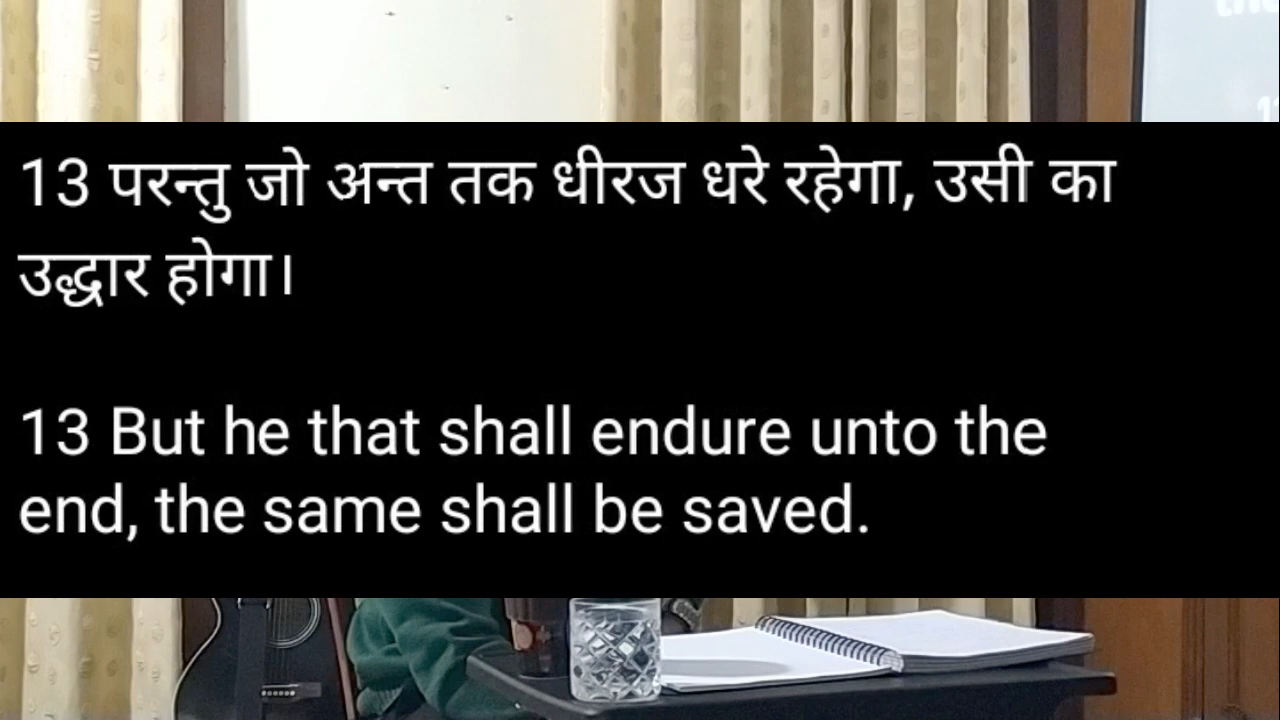 13 परन्तु जो अन्त तक धीरज धरे रहेगा, उसी का
उद्धार होगा।
13 But he that shall endure unto the
end, the same shall be saved.